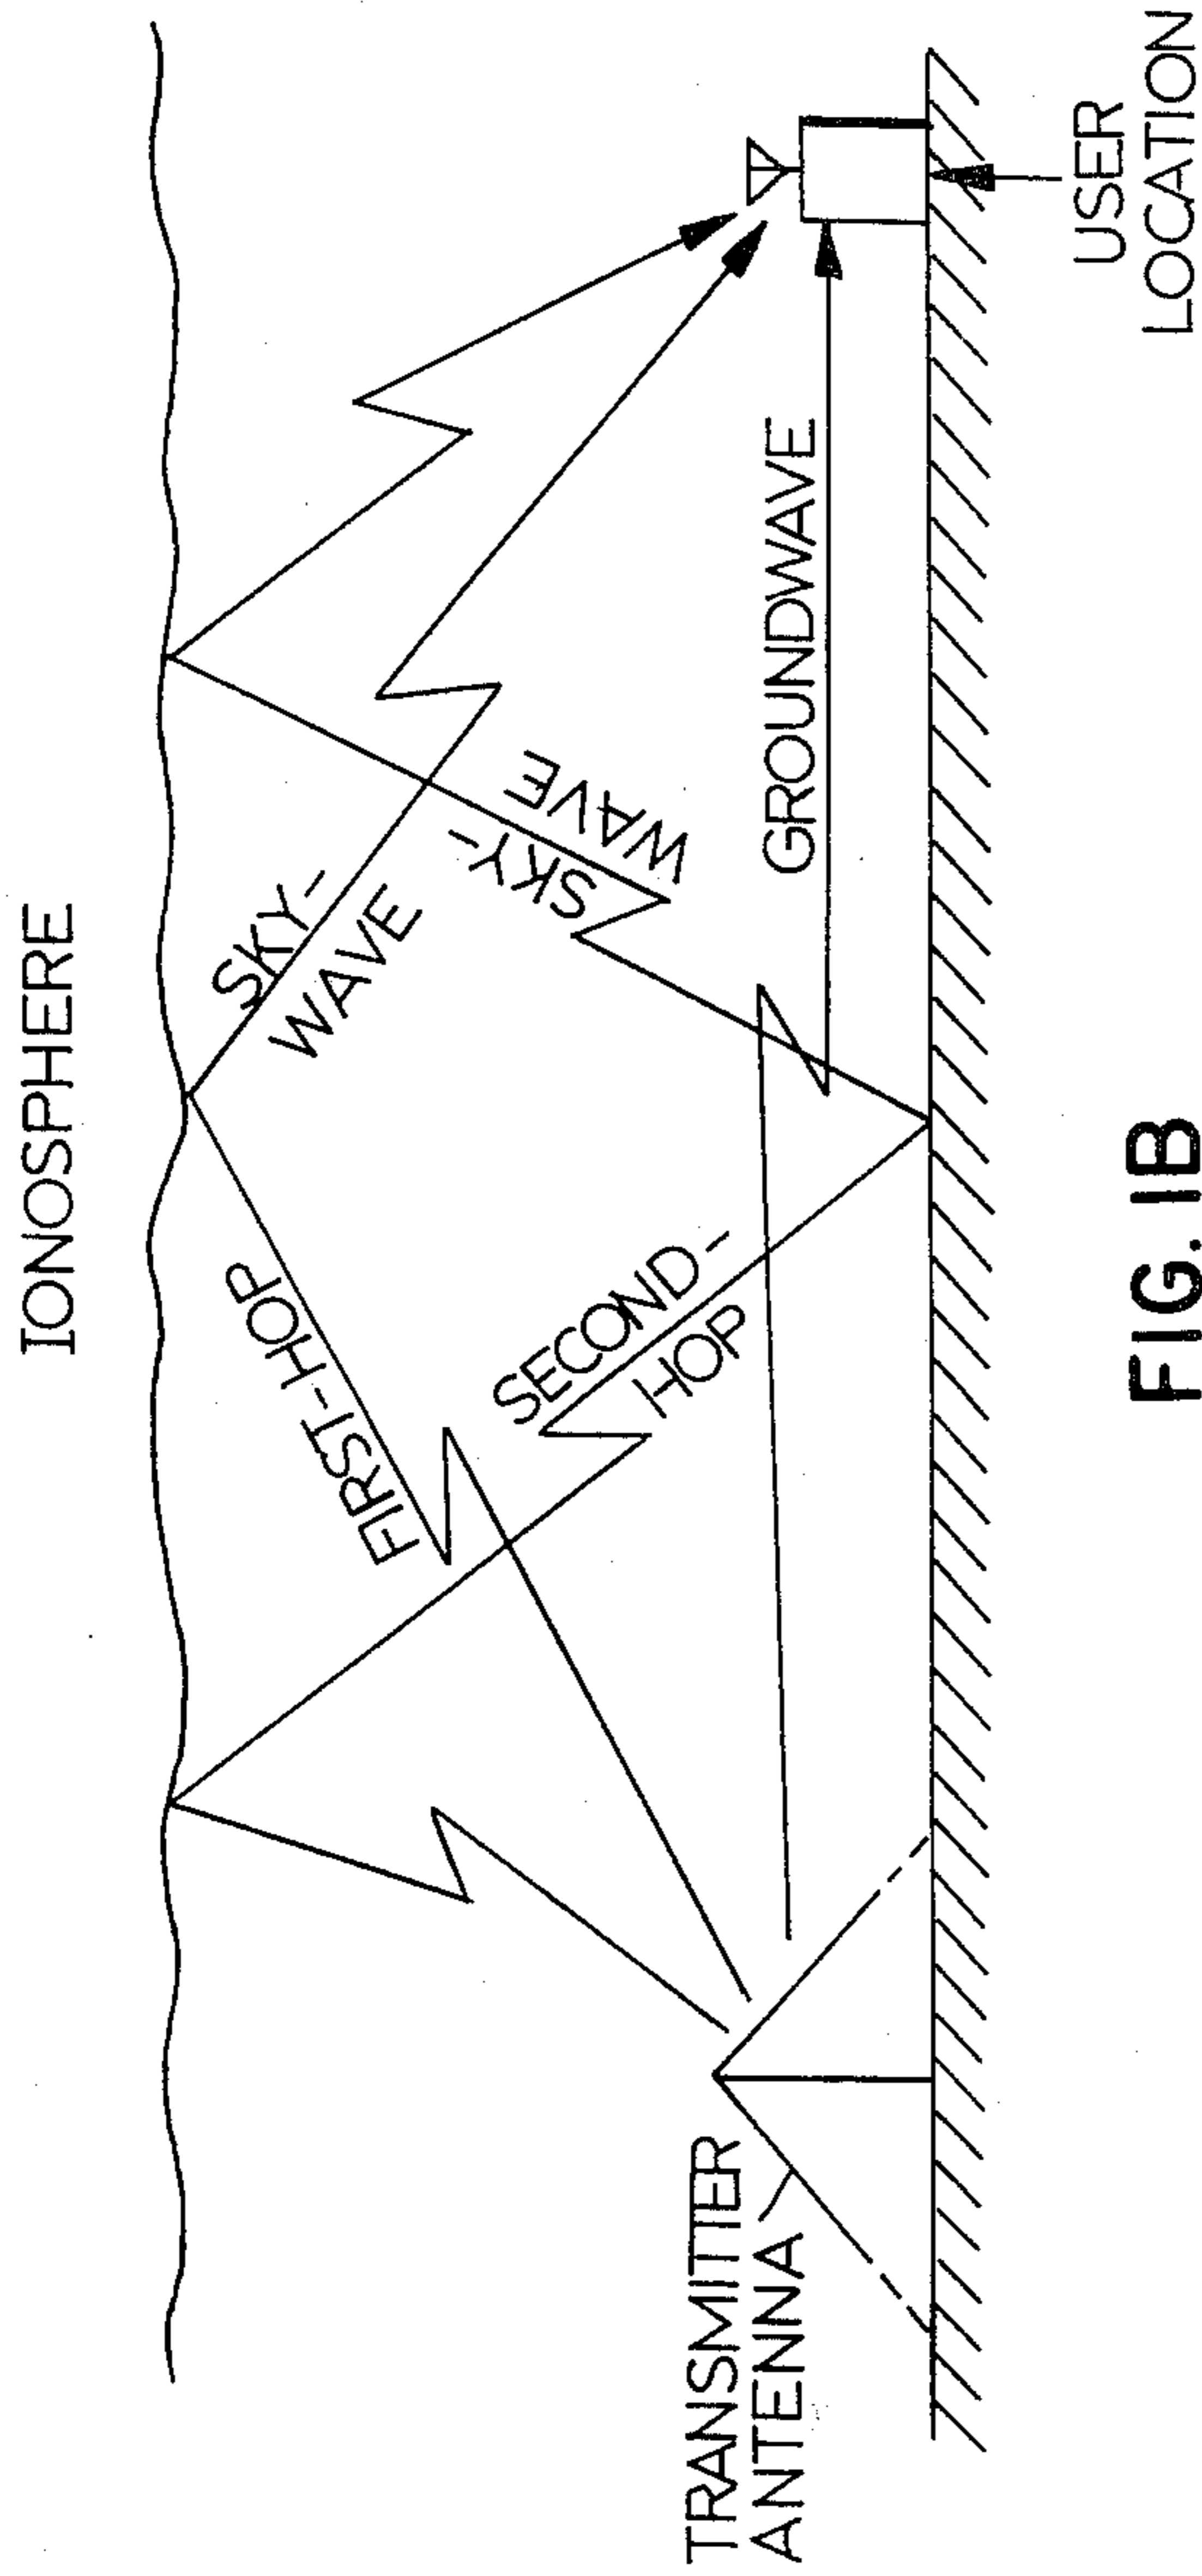 IONOSPHERE
FIRST-HOP
SKY-
WAVE
SECOND-
HOP
SKY-
WAVE
GROUNDWAVE
TRANSMITTER
ANTENNA
USER
LOCATION
FIG. 1B